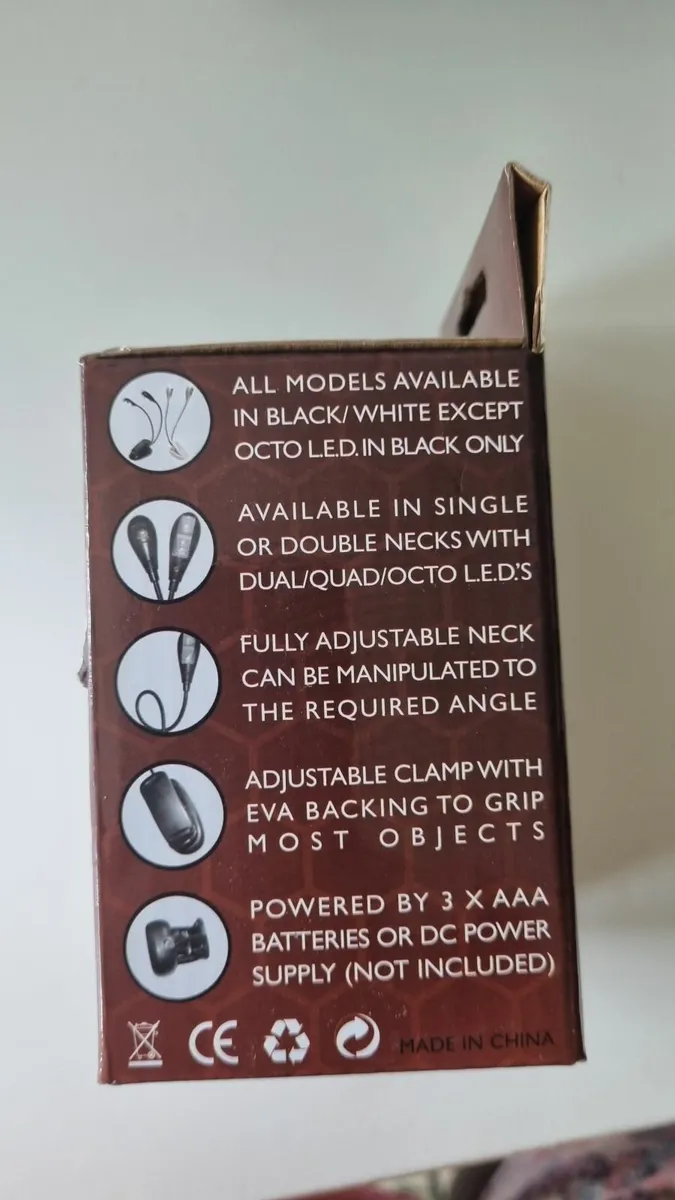 ALL MODELS AVAILABLE
IN BLACK/WHITE EXCEPT
OCTO L.E.D. IN BLACK ONLY
AVAILABLE IN SINGLE
OR DOUBLE NECKS WITH
DUAL/QUAD/OCTO L.E.D.'S
FULLY ADJUSTABLE NECK
CAN BE MANIPULATED TO
THE REQUIRED ANGLE
ADJUSTABLE CLAMP WITH
EVA BACKING TO GRIP
MOST OBJECTS
POWERED BY 3 X AAA
BATTERIES OR DC POWER
SUPPLY (NOT INCLUDED)
CE MADE IN CHINA